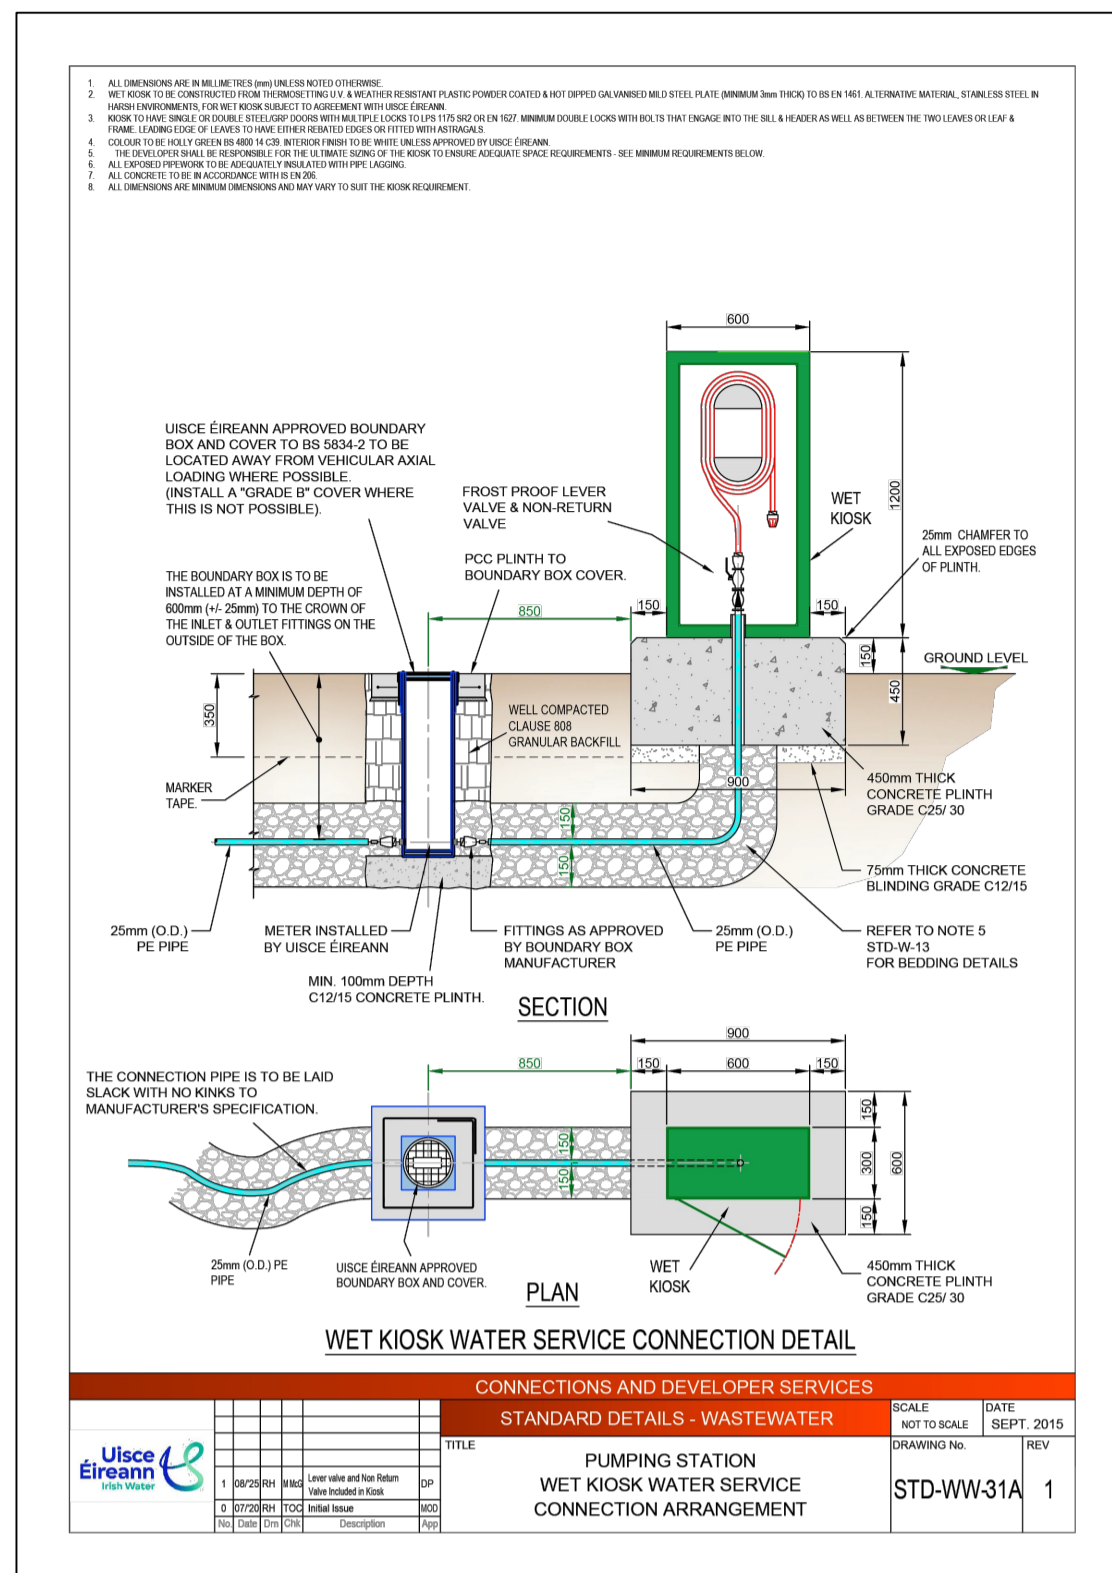 1. ALL DIMENSIONS ARE IN MILLIMETRES (mm) UNLESS NOTED OTHERWISE.
2. WET KIOSK TO BE CONSTRUCTED FROM THERMOSETTING U.V. & WEATHER RESISTANT PLASTIC POWDER COATED & HOT DIPPED GALVANISED MILD STEEL PLATE (MINIMUM 3mm THICK) TO BS EN 1461. ALTERNATIVE MATERIAL, STAINLESS STEEL IN
HARSH ENVIRONMENTS, FOR WET KIOSK SUBJECT TO AGREEMENT WITH UISCE ÉIREANN.
3. KIOSK TO HAVE SINGLE OR DOUBLE STEEL/GRP DOORS WITH MULTIPLE LOCKS TO LPS 1175 SR2 OR EN 1627. MINIMUM DOUBLE LOCKS WITH BOLTS THAT ENGAGE INTO THE SILL & HEADER AS WELL AS BETWEEN THE TWO LEAVES OR LEAF &
FRAME. LEADING EDGE OF LEAVES TO HAVE EITHER REBATED EDGES OR FITTED WITH ASTRAGALS.
4. COLOUR TO BE HOLLY GREEN BS 4800 14 C39. INTERIOR FINISH TO BE WHITE UNLESS APPROVED BY UISCE ÉIREANN.
5. THE DEVELOPER SHALL BE RESPONSIBLE FOR THE ULTIMATE SIZING OF THE KIOSK TO ENSURE ADEQUATE SPACE REQUIREMENTS - SEE MINIMUM REQUIREMENTS BELOW.
6. ALL EXPOSED PIPEWORK TO BE ADEQUATELY INSULATED WITH PIPE LAGGING.
7. ALL CONCRETE TO BE IN ACCORDANCE WITH IS EN 206.
8. ALL DIMENSIONS ARE MINIMUM DIMENSIONS AND MAY VARY TO SUIT THE KIOSK REQUIREMENT.
600
UISCE ÉIREANN APPROVED BOUNDARY
BOX AND COVER TO BS 5834-2 TO BE
LOCATED AWAY FROM VEHICULAR AXIAL
LOADING WHERE POSSIBLE.
(INSTALL A "GRADE B" COVER WHERE
THIS IS NOT POSSIBLE).
FROST PROOF LEVER
VALVE & NON-RETURN
VALVE
WET
KIOSK
1200
25mm CHAMFER TO
ALL EXPOSED EDGES
OF PLINTH.
PCC PLINTH TO
BOUNDARY BOX COVER.
THE BOUNDARY BOX IS TO BE
INSTALLED AT A MINIMUM DEPTH OF
600mm (+/- 25mm) TO THE CROWN OF
THE INLET & OUTLET FITTINGS ON THE
OUTSIDE OF THE BOX.
850
150
150
150
GROUND LEVEL
450
350
WELL COMPACTED
CLAUSE 808
GRANULAR BACKFILL
MARKER
TAPE.
900
450mm THICK
CONCRETE PLINTH
GRADE C25/ 30
150
150
75mm THICK CONCRETE
BLINDING GRADE C12/15
25mm (O.D.)
PE PIPE
METER INSTALLED
BY UISCE ÉIREANN
FITTINGS AS APPROVED
BY BOUNDARY BOX
MANUFACTURER
25mm (O.D.)
PE PIPE
REFER TO NOTE 5
STD-W-13
FOR BEDDING DETAILS
MIN. 100mm DEPTH
C12/15 CONCRETE PLINTH.
SECTION
900
850
150
600
150
THE CONNECTION PIPE IS TO BE LAID
SLACK WITH NO KINKS TO
MANUFACTURER'S SPECIFICATION.
150
150
150
300
600
150
25mm (O.D.) PE
PIPE
UISCE ÉIREANN APPROVED
BOUNDARY BOX AND COVER.
WET
KIOSK
450mm THICK
CONCRETE PLINTH
GRADE C25/ 30
PLAN
WET KIOSK WATER SERVICE CONNECTION DETAIL
CONNECTIONS AND DEVELOPER SERVICES
STANDARD DETAILS - WASTEWATER
SCALE
NOT TO SCALE
DATE
SEPT. 2015
Uisce
Éireann
Irish Water
TITLE
PUMPING STATION
WET KIOSK WATER SERVICE
CONNECTION ARRANGEMENT
DRAWING No.
STD-WW-31A
REV
1
1 08/'25 RH MMcG Lever valve and Non Return Valve Included in Kiosk DP
0 07/'20 RH TOC Initial Issue MOD
No. Date Drn Chk Description App